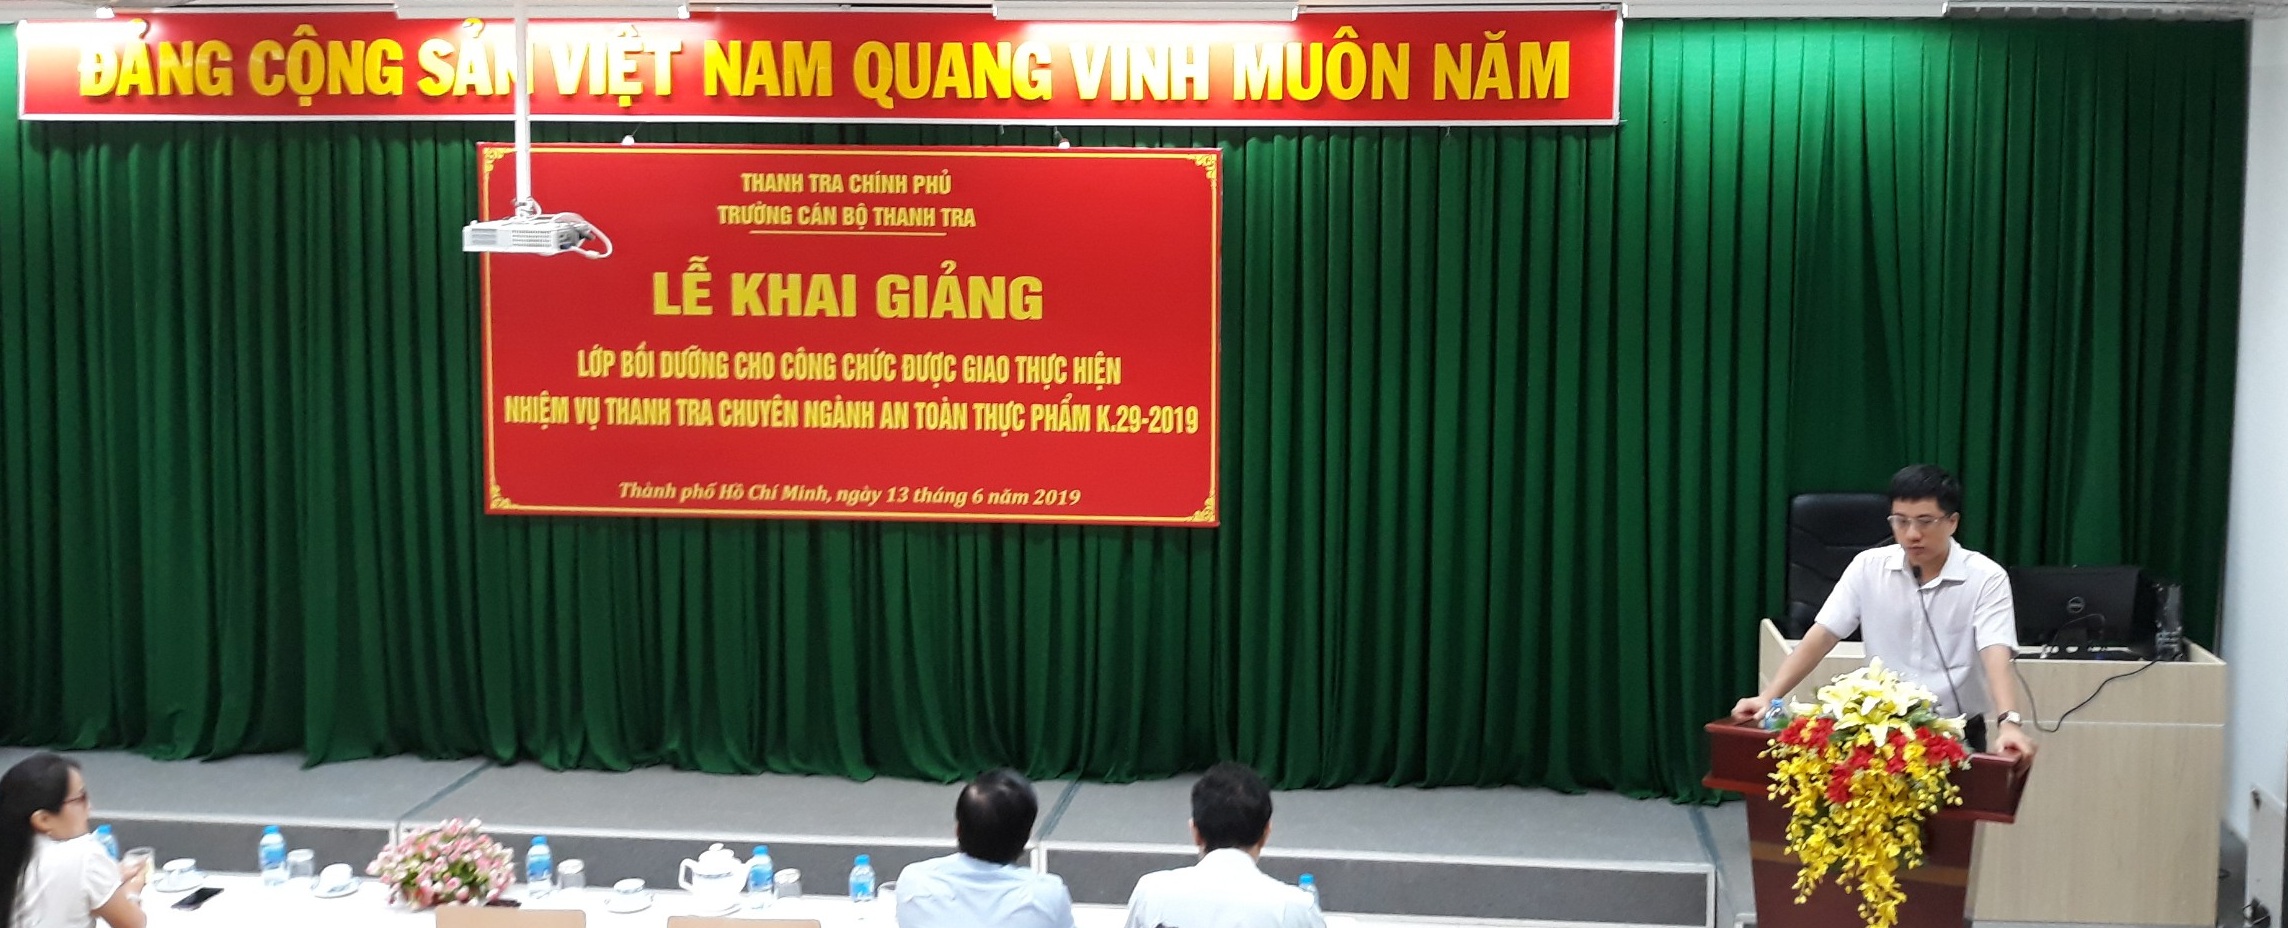 ĐẢNG CỘNG SẢN VIỆT NAM QUANG VINH MUÔN NĂM
THANH TRA CHÍNH PHỦ
TRƯỜNG CÁN BỘ THANH TRA
LỄ KHAI GIẢNG
LỚP BỒI DƯỠNG CHO CÔNG CHỨC ĐƯỢC GIAO THỰC HIỆN
NHIỆM VỤ THANH TRA CHUYÊN NGÀNH AN TOÀN THỰC PHẨM K.29-2019
Thành phố Hồ Chí Minh, ngày 13 tháng 6 năm 2019
DELL